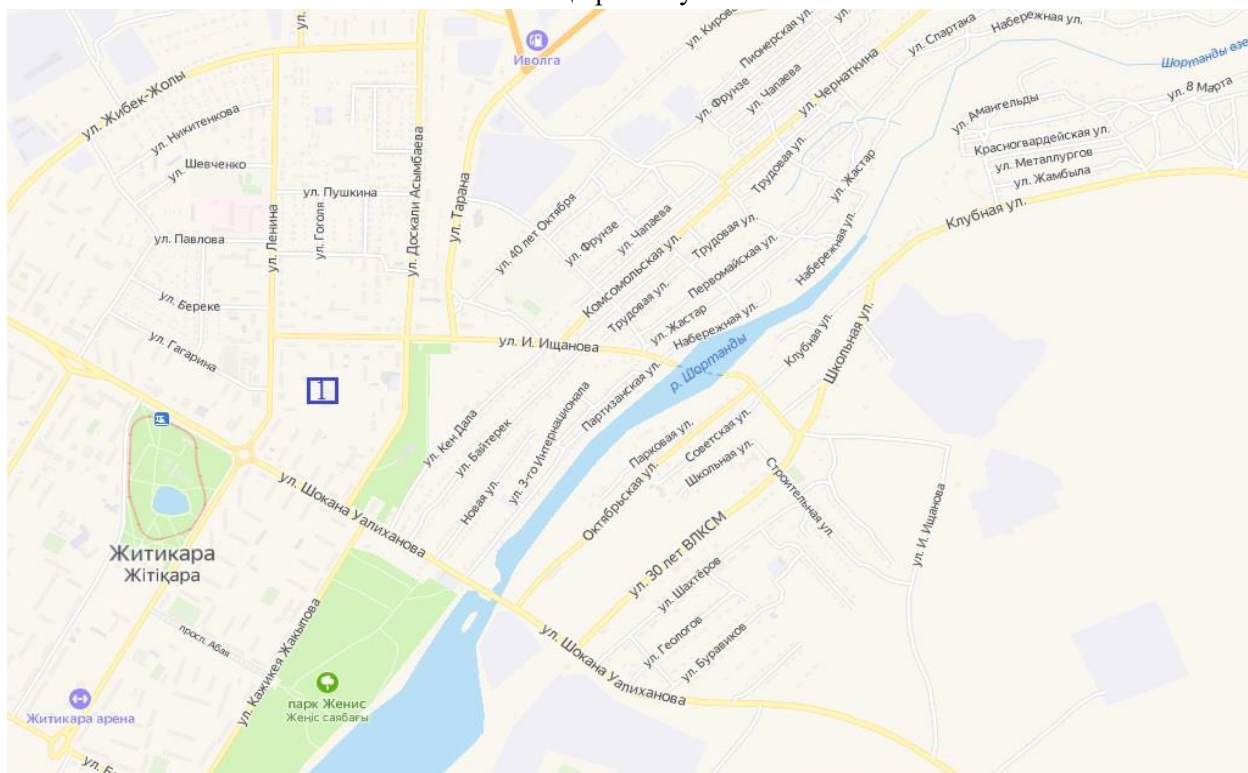 ул. Кировa
Пионерская ул.
ул. Спартака
Набережная ул.
Иволга
ул. Фрунзе
ул. Чапаева
ул. Чернаткина
Шортанды өзе
ул. 8 Марта
ул. Амангельды
Красногвардейская ул.
ул. Металлургов
ул. Жамбыла
Клубная ул.
ул. Жибек-Жолы
ул. Никитенкова
ул. Шевченко
ул. Пушкина
ул. Гоголя
ул. Павлова
ул. Ленина
ул. Доскали Асымбаева
ул. Тарана
ул. 40 лет Октября
ул. Фрунзе
ул. Чапаева
Комсомольская ул.
Трудовая ул.
ул. Жастар
Трудовая ул.
Первомайская ул.
Набережная ул.
Трудовая ул.
ул. Жастар
Набережная ул.
ул. Береке
ул. Гагарина
ул. И. Ищанова
р. Шортанды
Клубная ул.
Школьная ул.
1
Партизанская ул.
ул. 3-го Интернационала
ул. Кен Дала
ул. Байтерек
Новая ул.
Парковая ул.
Советская ул.
Школьная ул.
Октябрьская ул.
Строительная ул.
ул. И. Ищанова
ул. Шокана Уалиханова
ул. 30 лет ВЛКСМ
ул. Шахтёров
ул. Геологов
ул. Буравиков
ул. Шокана Уалиханова
Житикара
Жітіқара
просп. Абая
ул. Кажикея Жакыпова
парк Женис
Жеңіс саябағы
Житикара арена